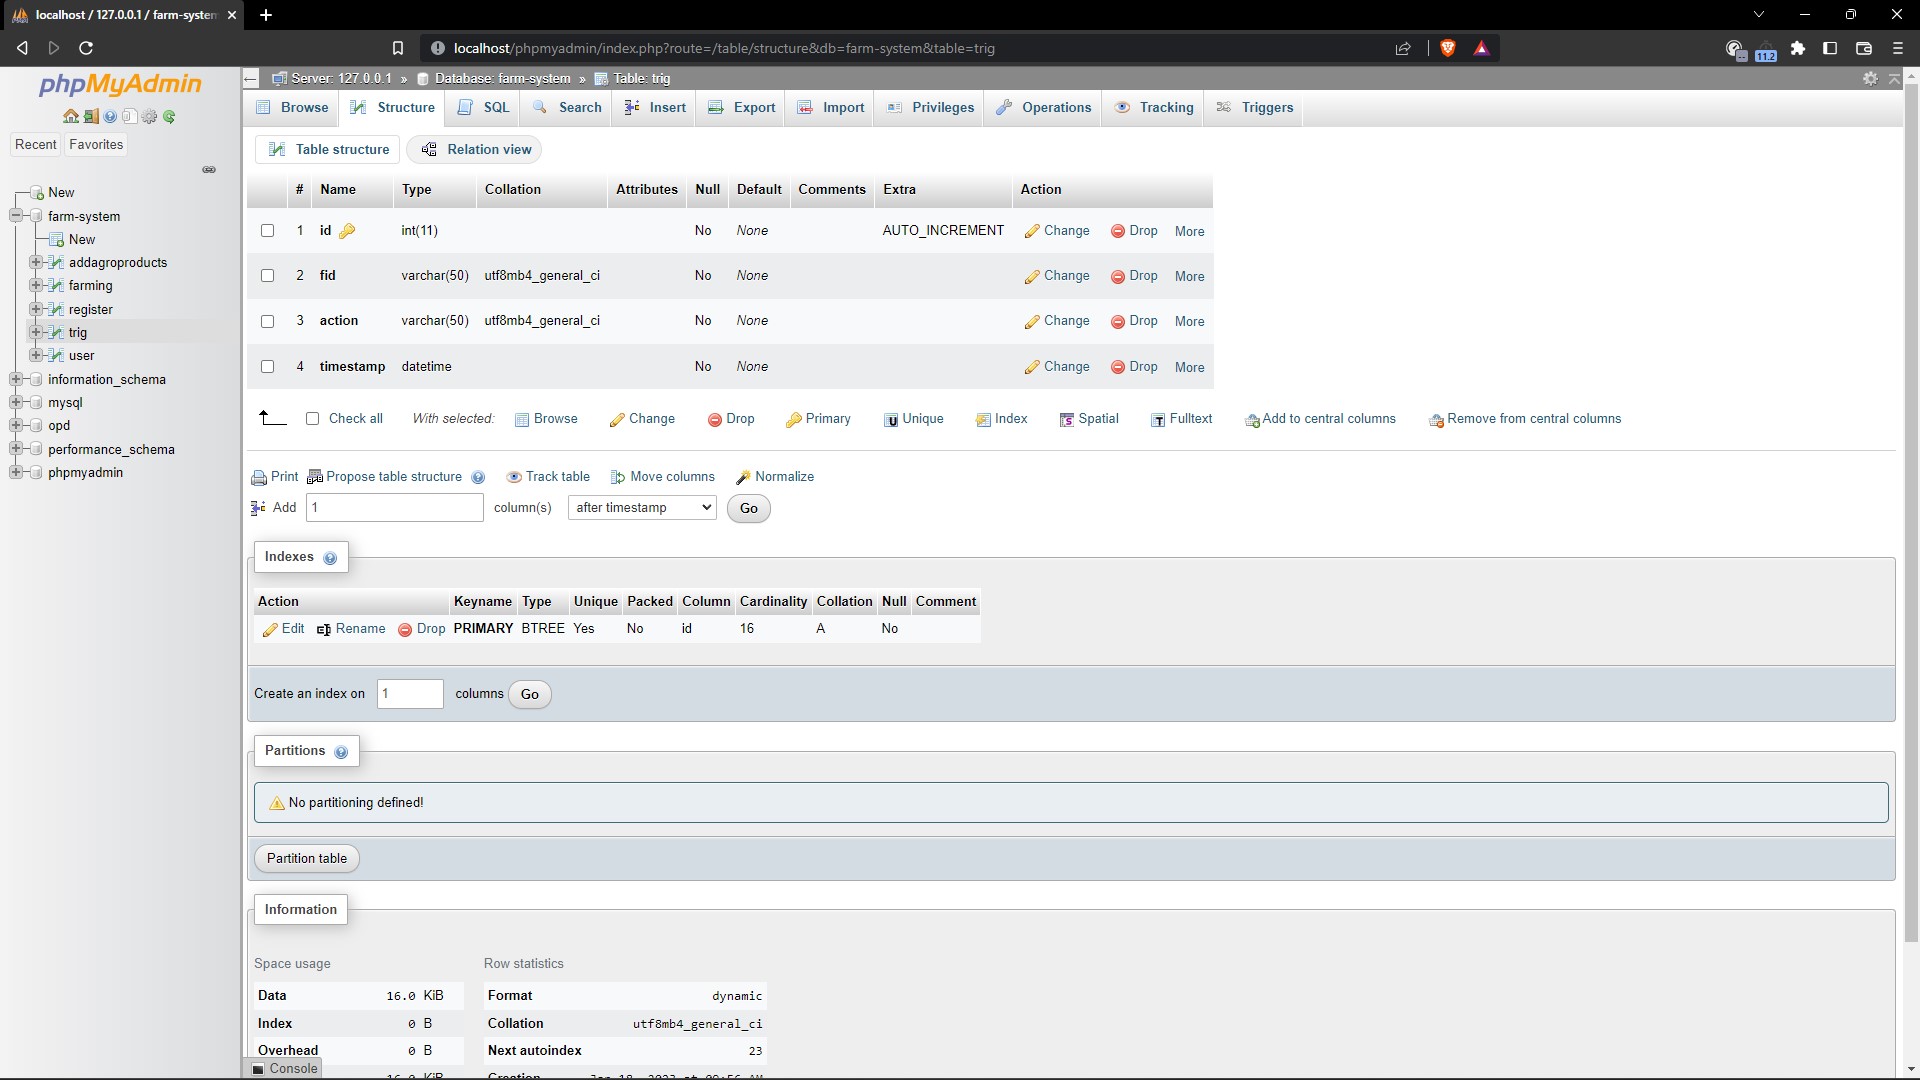 localhost / 127.0.0.1 / farm-system
localhost/phpmyadmin/index.php?route=/table/structure&db=farm-system&table=trig
11.2
phpMyAdmin
Recent Favorites
New
farm-system
New
addagroproducts
farming
register
trig
user
information_schema
mysql
opd
performance_schema
phpmyadmin
Server: 127.0.0.1 » Database: farm-system » Table: trig
Browse Structure SQL Search Insert Export Import Privileges Operations Tracking Triggers
Table structure Relation view
# Name Type Collation Attributes Null Default Comments Extra Action
1 id int(11) No None AUTO_INCREMENT Change Drop More
2 fid varchar(50) utf8mb4_general_ci No None Change Drop More
3 action varchar(50) utf8mb4_general_ci No None Change Drop More
4 timestamp datetime No None Change Drop More
Check all With selected: Browse Change Drop Primary Unique Index Spatial Fulltext Add to central columns Remove from central columns
Print Propose table structure Track table Move columns Normalize
Add 1 column(s) after timestamp Go
Indexes
Action Keyname Type Unique Packed Column Cardinality Collation Null Comment
Edit Rename Drop PRIMARY BTREE Yes No id 16 A No
Create an index on 1 columns Go
Partitions
No partitioning defined!
Partition table
Information
Space usage Row statistics
Data 16.0 KiB Format dynamic
Index 0 B Collation utf8mb4_general_ci
Overhead 0 B Next autoindex 23
Console